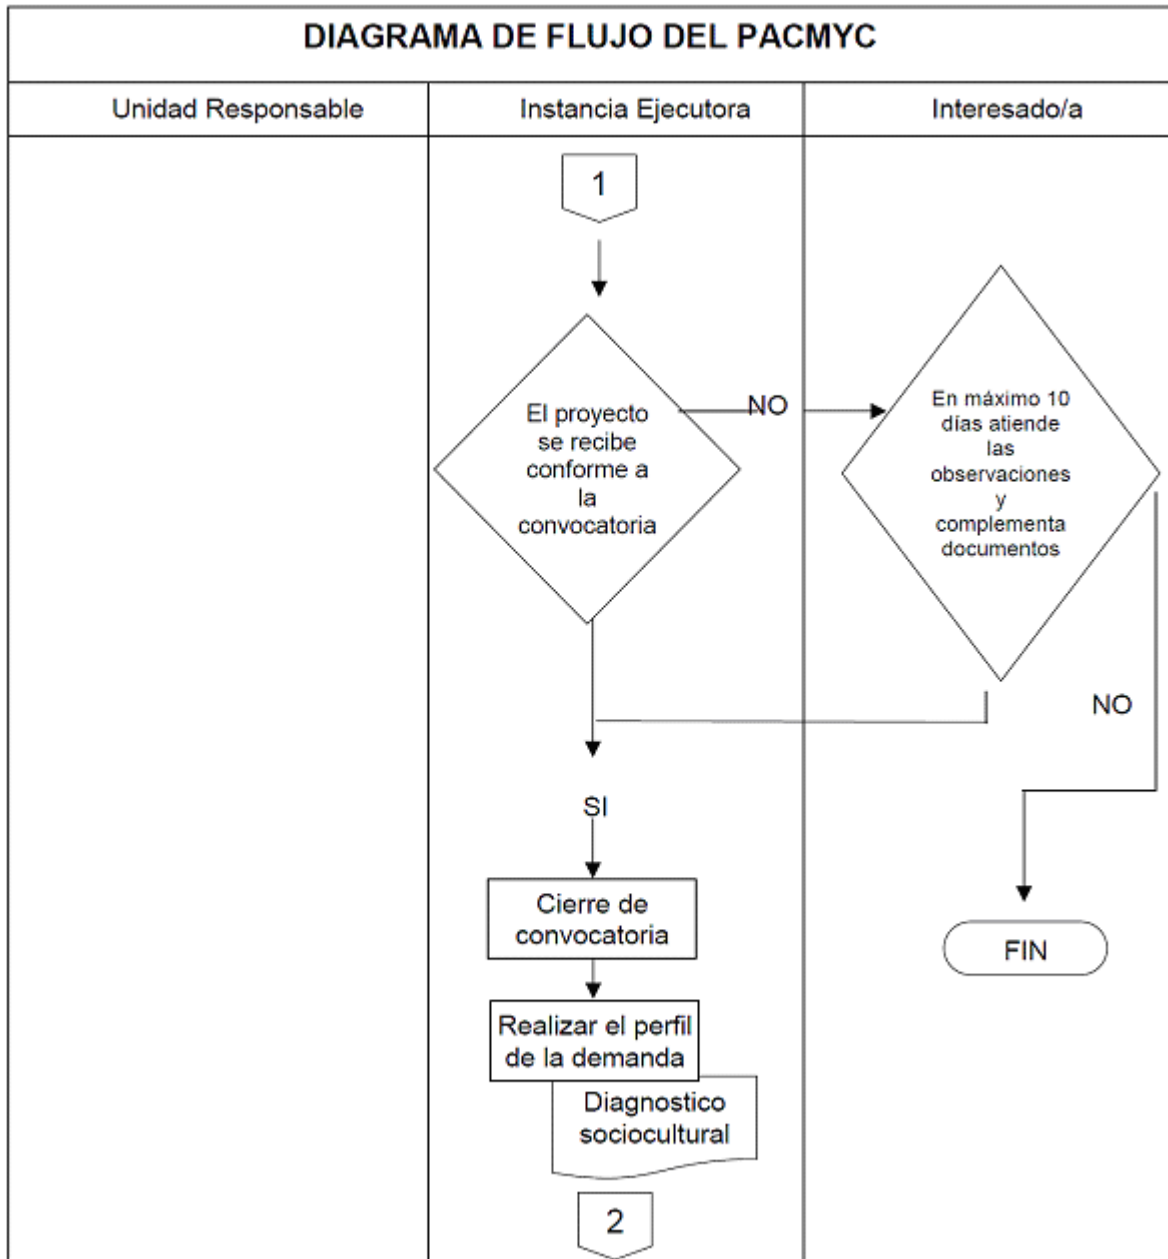 DIAGRAMA DE FLUJO DEL PACMYC
Unidad Responsable
Instancia Ejecutora
Interesado/a
1
El proyecto
se recibe
conforme a
la
convocatoria
NO
En máximo 10
días atiende
las
observaciones
y
complementa
documentos
NO
SI
Cierre de
convocatoria
FIN
Realizar el perfil
de la demanda
Diagnostico
sociocultural
2